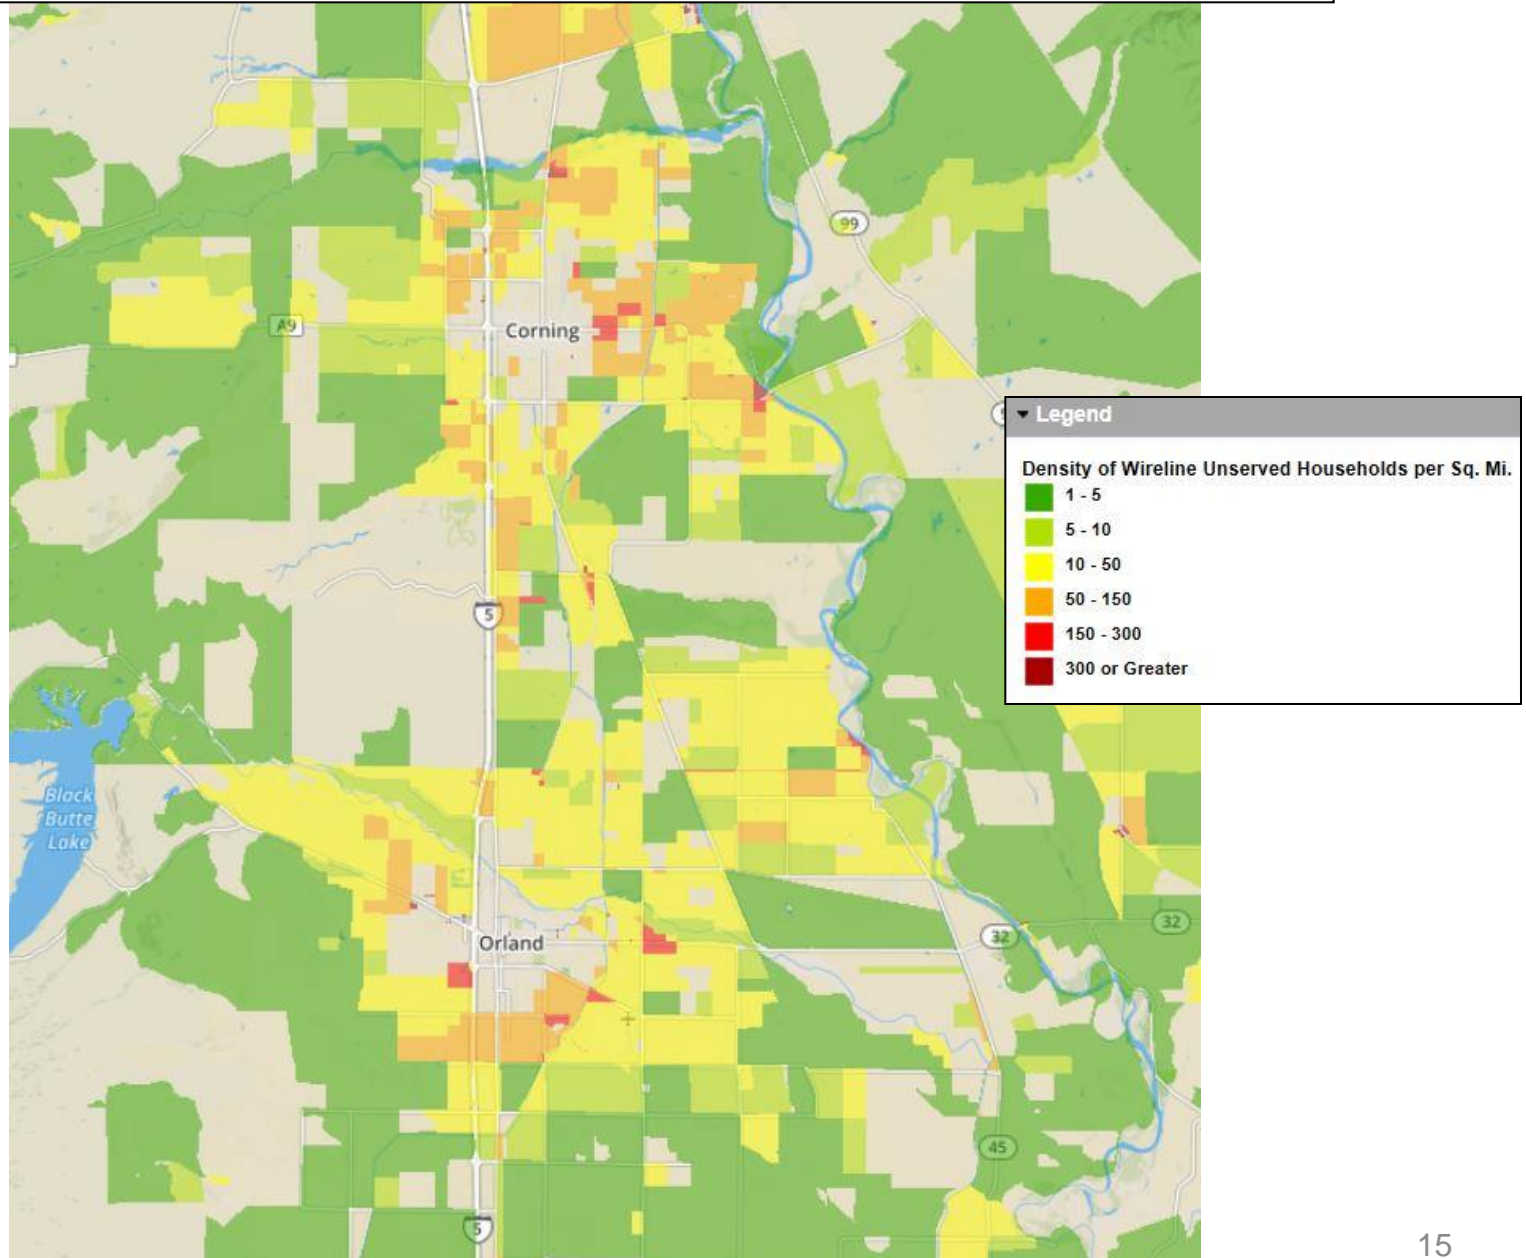 99
A9
Corning
▾ Legend
Density of Wireline Unserved Households per Sq. Mi.
1 - 5
5 - 10
10 - 50
50 - 150
150 - 300
300 or Greater
5
Black
Butte
Lake
32
32
Orland
45
5
15